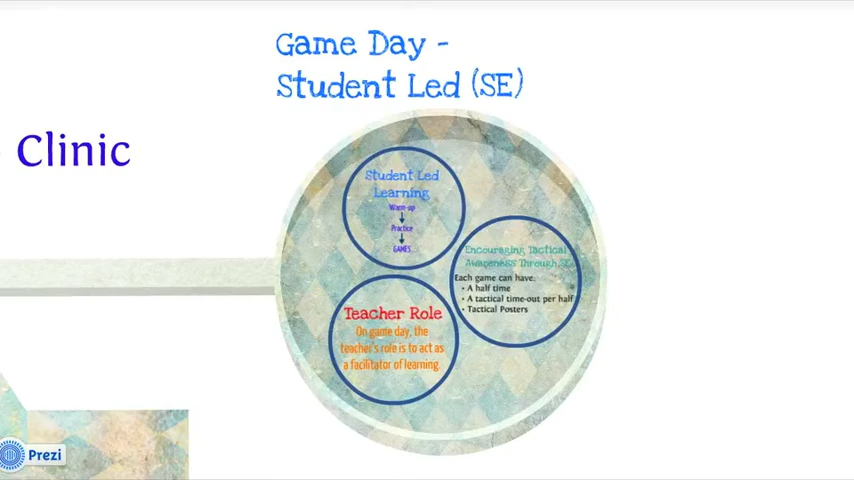 Game Day -
Student Led (SE)
Clinic
Student Led
Learning
Warm-up
Practice
GAMES
Encouraging Tactical
Awareness Through SE
Each game can have:
• A half time
• A tactical time-out per half
• Tactical Posters
Teacher Role
On game day, the
teacher's role is to act as
a facilitator of learning.
Prezi